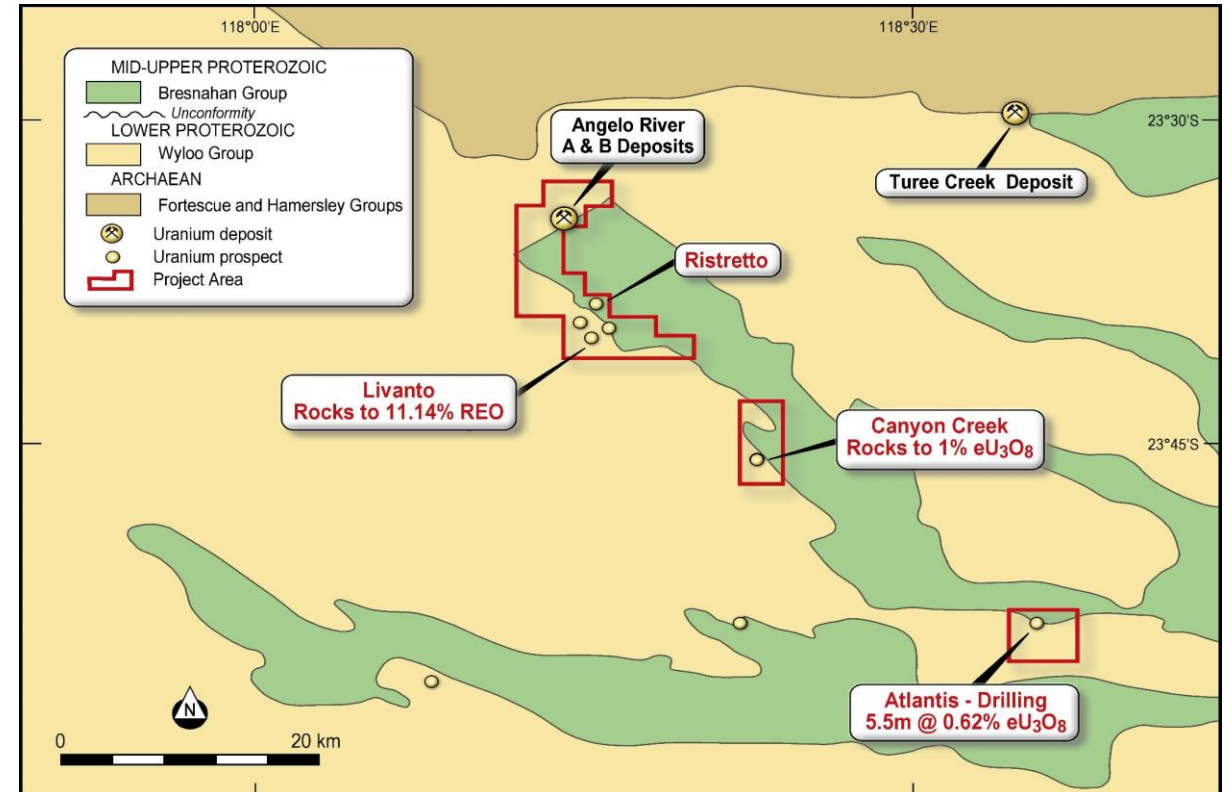 118°00'E
118°30'E
MID-UPPER PROTEROZOIC
Bresnahan Group
Unconformity
LOWER PROTEROZOIC
Wyloo Group
ARCHAEAN
Fortescue and Hamersley Groups
Uranium deposit
Uranium prospect
Project Area
Angelo River
A & B Deposits
23°30'S
Turee Creek Deposit
Ristretto
Livanto
Rocks to 11.14% REO
Canyon Creek
Rocks to 1% eU₃O₈
23°45'S
Atlantis - Drilling
5.5m @ 0.62% eU₃O₈
N
0 20 km